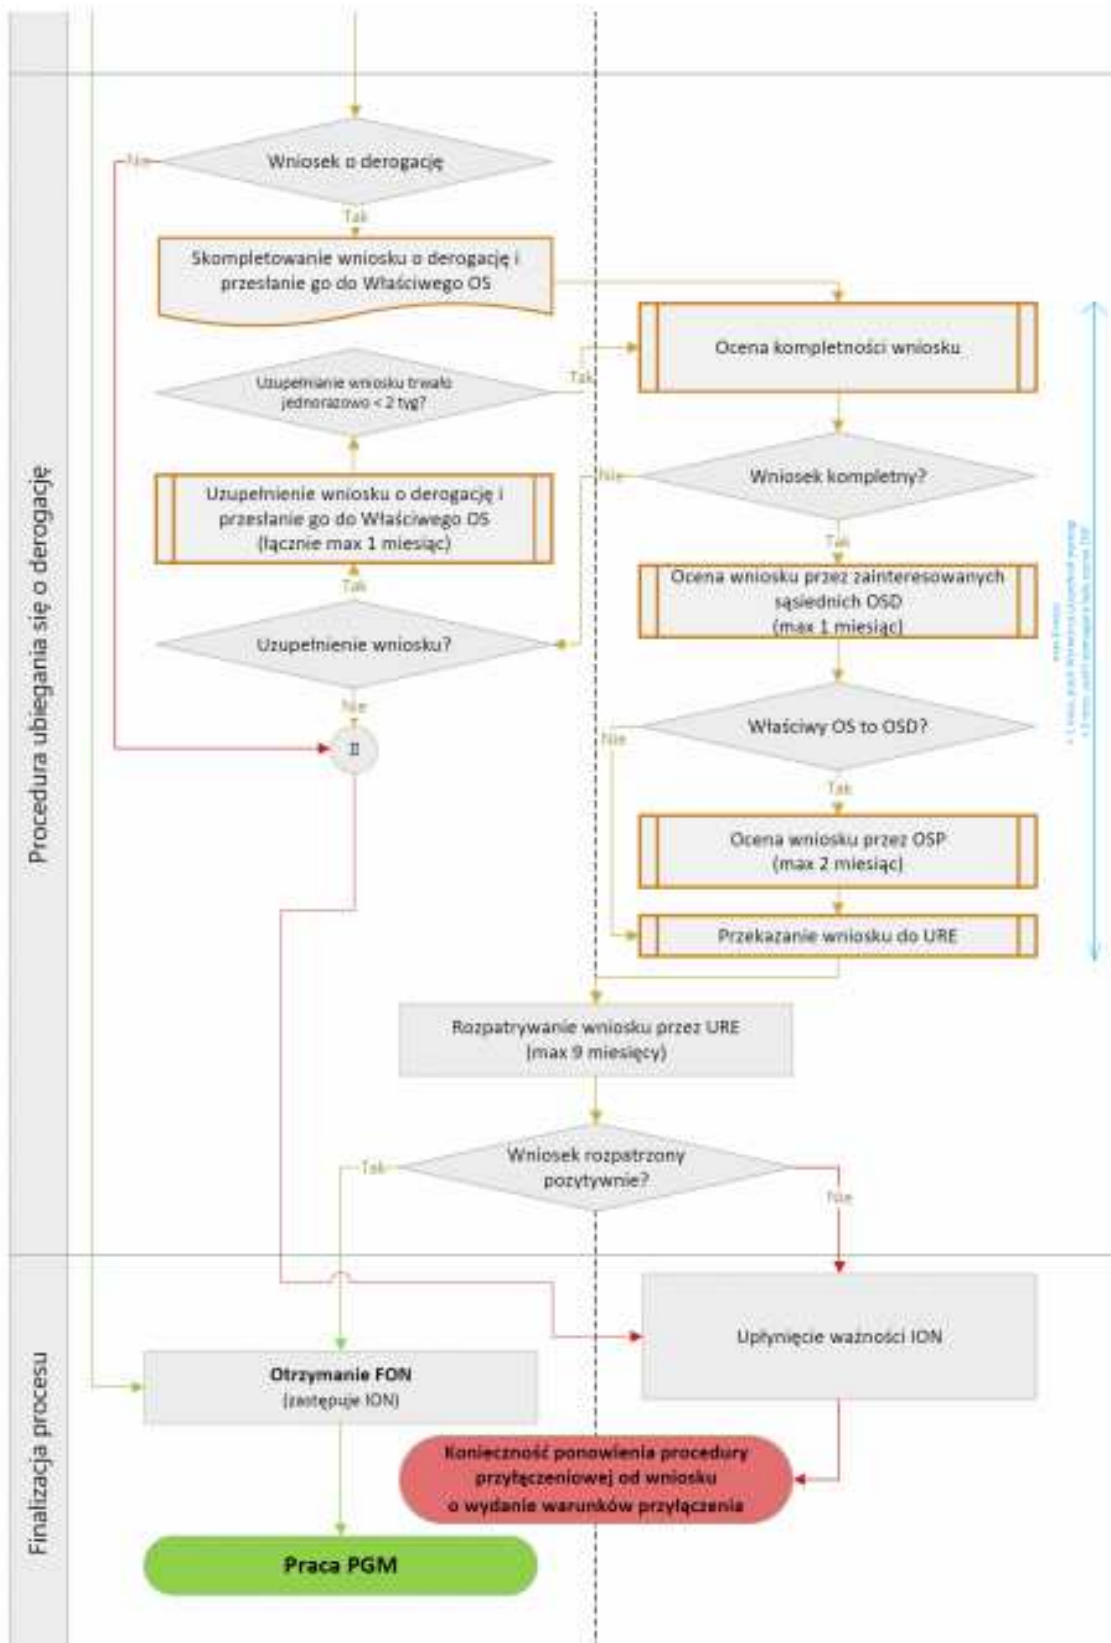 Procedura ubiegania się o derogację
Wniosek o derogację
Nie
Tak
Skompletowanie wniosku o derogację i
przesłanie go do Właściwego OS
Ocena kompletności wniosku
Uzupełnianie wniosku trwało
jednorazowo < 2 tyg?
Tak
Wniosek kompletny?
Nie
Tak
Uzupełnienie wniosku o derogację i
przesłanie go do Właściwego OS
(łącznie max 1 miesiąc)
Tak
Ocena wniosku przez zainteresowanych
sąsiednich OSD
(max 1 miesiąc)
Uzupełnienie wniosku?
Nie
II
Właściwy OS to OSD?
Nie
Tak
Ocena wniosku przez OSP
(max 2 miesiąc)
Przekazanie wniosku do URE
Rozpatrywanie wniosku przez URE
(max 9 miesięcy)
Wniosek rozpatrzony
pozytywnie?
Tak
Nie
Finalizacja procesu
Upłynięcie ważności ION
Otrzymanie FON
(zastępuje ION)
Konieczność ponowienia procedury
przyłączeniowej od wniosku
o wydanie warunków przyłączenia
Praca PGM